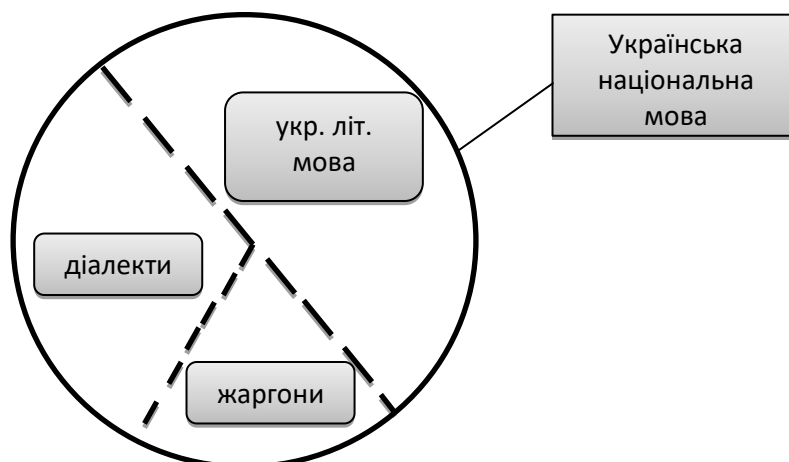 Українська
національна
мова
укр. літ.
мова
діалекти
жаргони